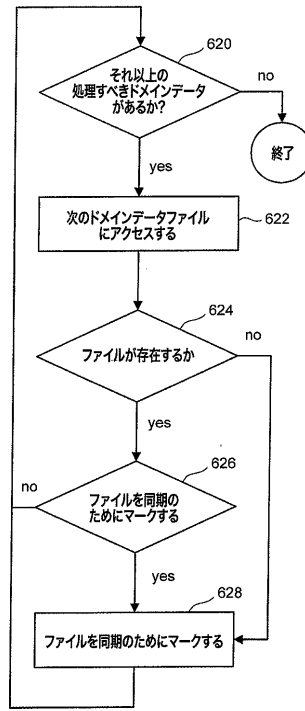 620
それ以上の
処理すべきドメインデータ
があるか?
no
終了
yes
次のドメインデータファイル
にアクセスする
622
624
ファイルが存在するか
no
yes
626
no
ファイルを同期の
ためにマークする
yes
628
ファイルを同期のためにマークする